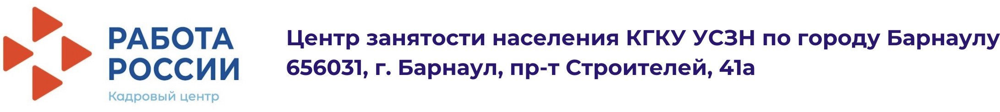 РАБОТА
РОССИИ
Кадровый центр
Центр занятости населения КГКУ УСЗН по городу Барнаулу
656031, г. Барнаул, пр-т Строителей, 41а